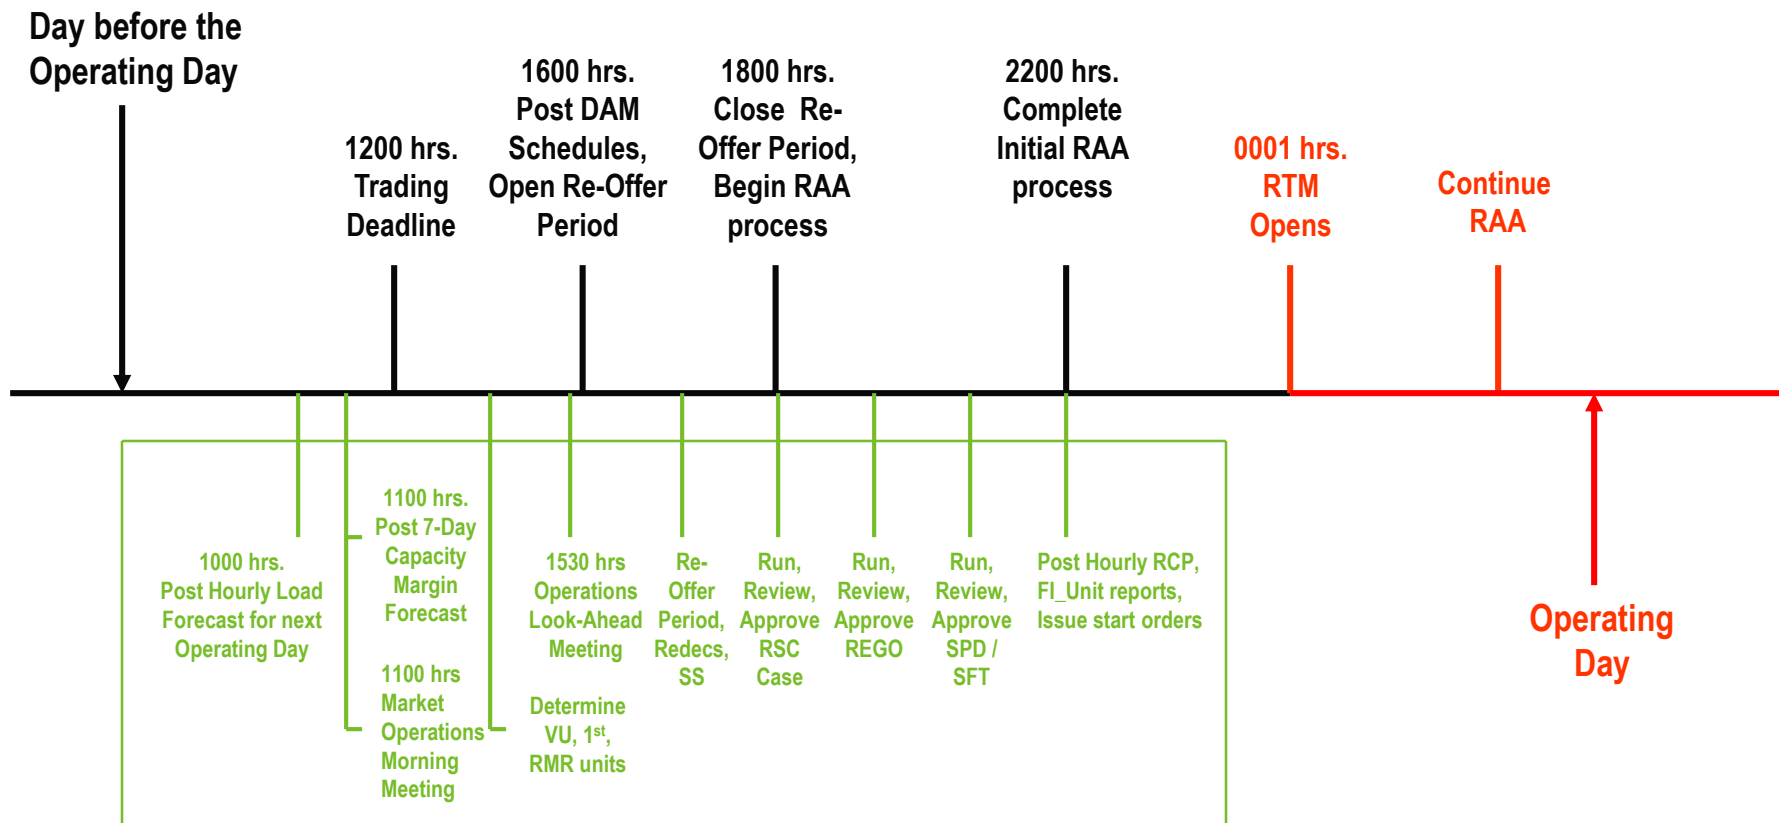 Day before the
Operating Day
1200 hrs.
Trading
Deadline
1600 hrs.
Post DAM
Schedules,
Open Re-Offer
Period
1800 hrs.
Close Re-
Offer Period,
Begin RAA
process
2200 hrs.
Complete
Initial RAA
process
0001 hrs.
RTM
Opens
Continue
RAA
1000 hrs.
Post Hourly Load
Forecast for next
Operating Day
1100 hrs.
Post 7-Day
Capacity
Margin
Forecast
1100 hrs
Market
Operations
Morning
Meeting
1530 hrs
Operations
Look-Ahead
Meeting
Determine
VU, 1st,
RMR units
Re-
Offer
Period,
Redecs,
SS
Run,
Review,
Approve
RSC
Case
Run,
Review,
Approve
REGO
Run,
Review,
Approve
SPD /
SFT
Post Hourly RCP,
FI_Unit reports,
Issue start orders
Operating
Day